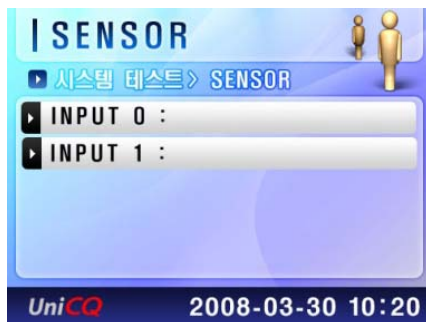 SENSOR
시스템 테스트> SENSOR
INPUT 0 :
INPUT 1 :
UniCQ 2008-03-30 10:20